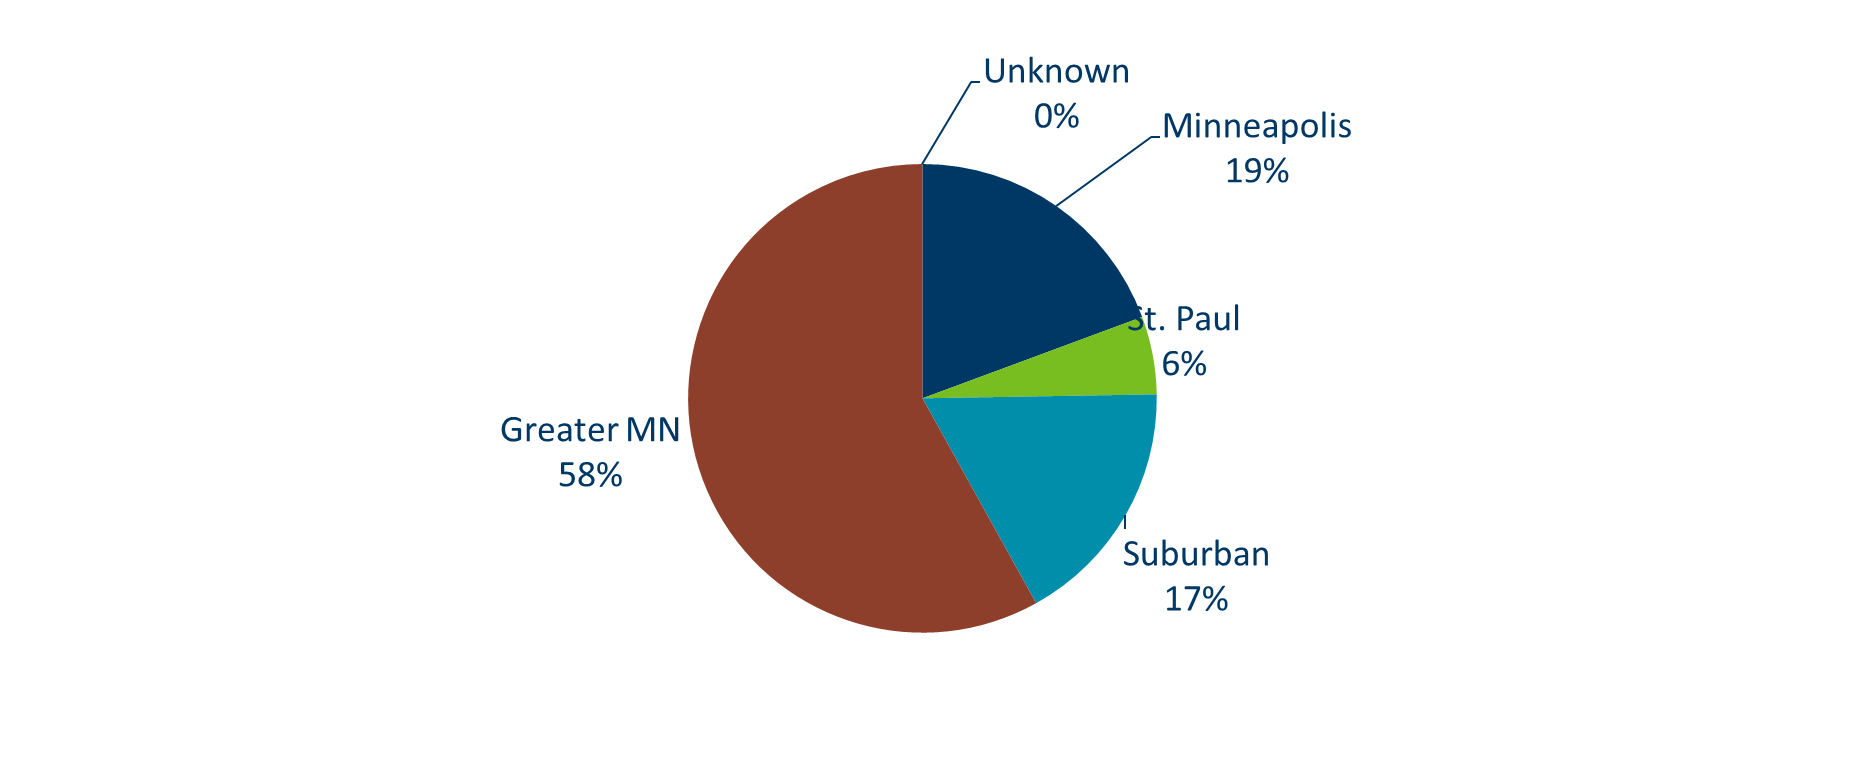 Unknown
0%
Minneapolis
19%
St. Paul
6%
Greater MN
58%
Suburban
17%